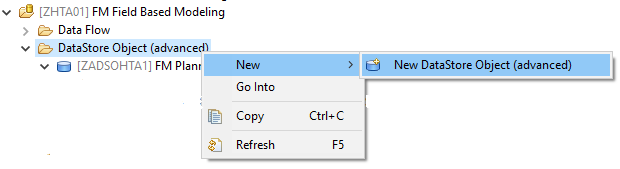 [ZHTA01] FM Field Based Modeling
Data Flow
DataStore Object (advanced)
[ZADSOHTA1] FM Plann
New
Go Into
Copy Ctrl+C
Refresh F5
New DataStore Object (advanced)